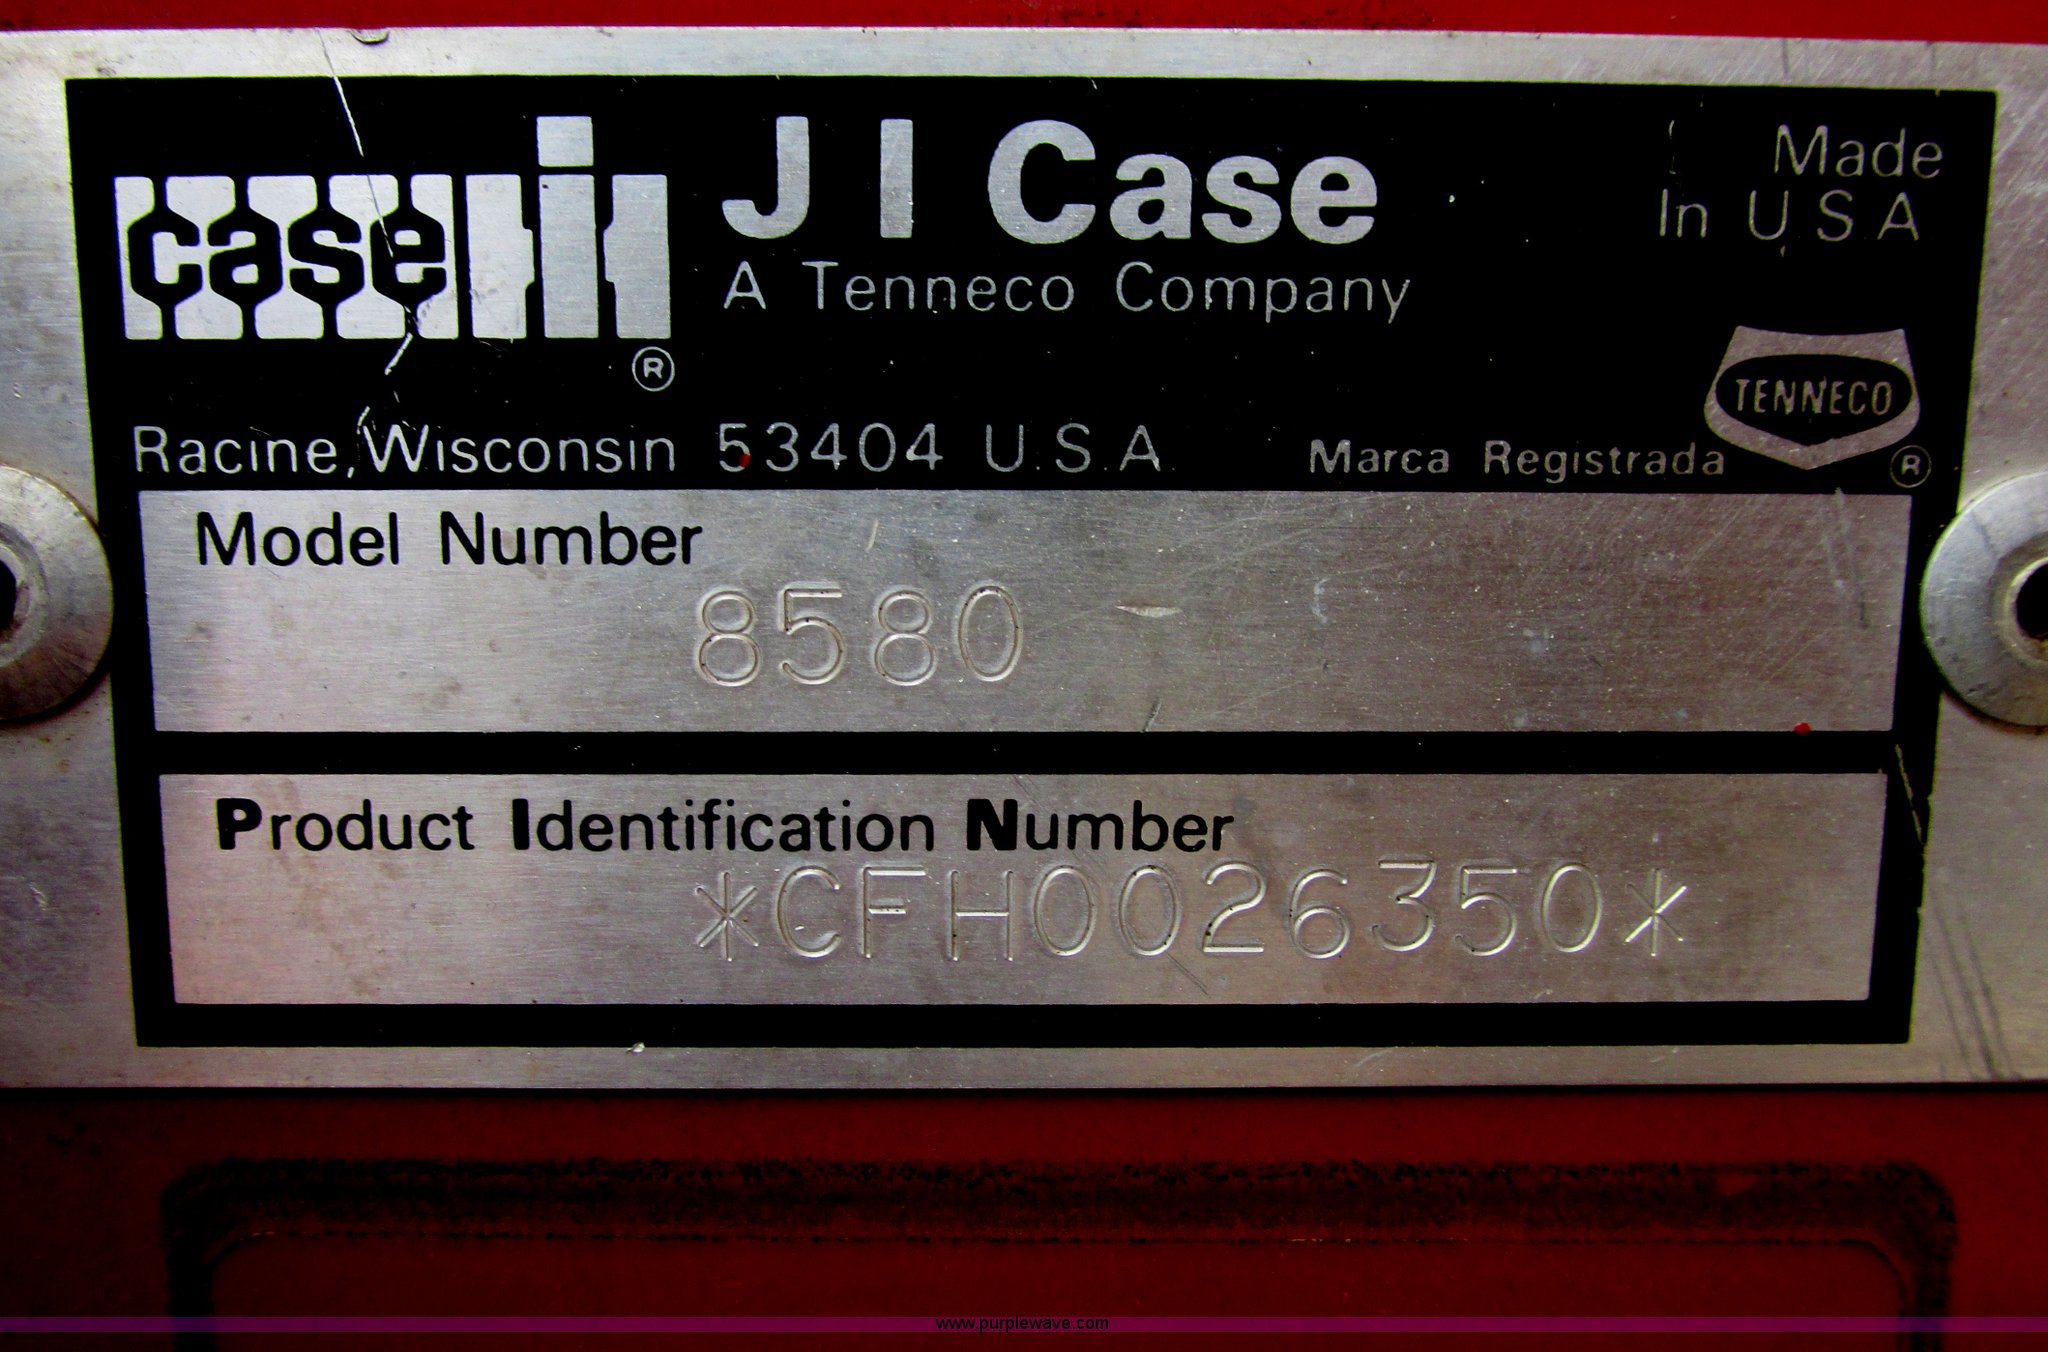 case IH ®
J I Case
A Tenneco Company
Made
In U.S.A.
TENNECO
Racine, Wisconsin 53404 U.S.A.
Marca Registrada ®
Model Number
8580
Product Identification Number
*CFH0026350*
www.purplewave.com